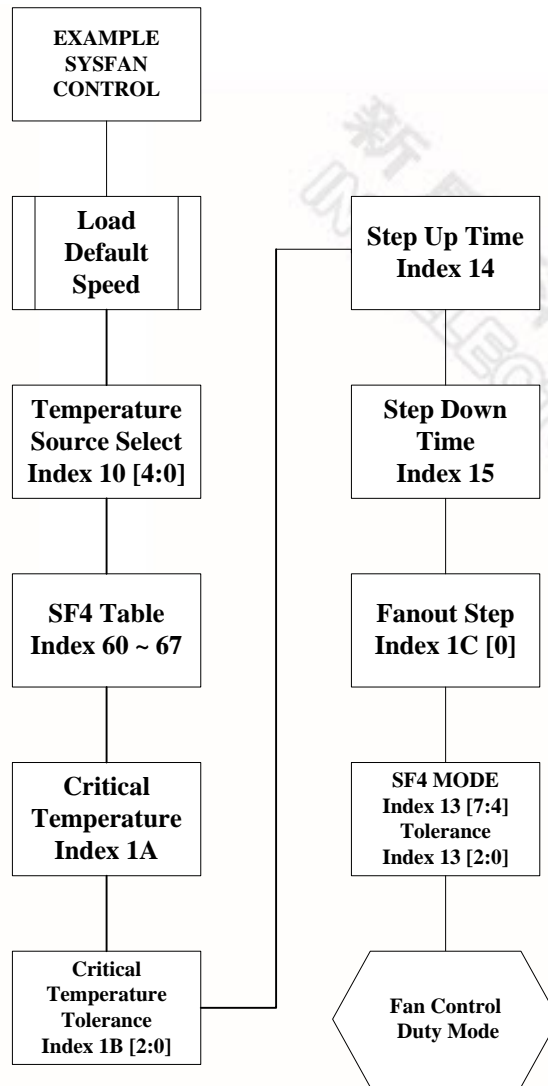 EXAMPLE
SYSFAN
CONTROL
Load
Default
Speed
Temperature
Source Select
Index 10 [4:0]
SF4 Table
Index 60 ~ 67
Critical
Temperature
Index 1A
Critical
Temperature
Tolerance
Index 1B [2:0]
Step Up Time
Index 14
Step Down
Time
Index 15
Fanout Step
Index 1C [0]
SF4 MODE
Index 13 [7:4]
Tolerance
Index 13 [2:0]
Fan Control
Duty Mode
新